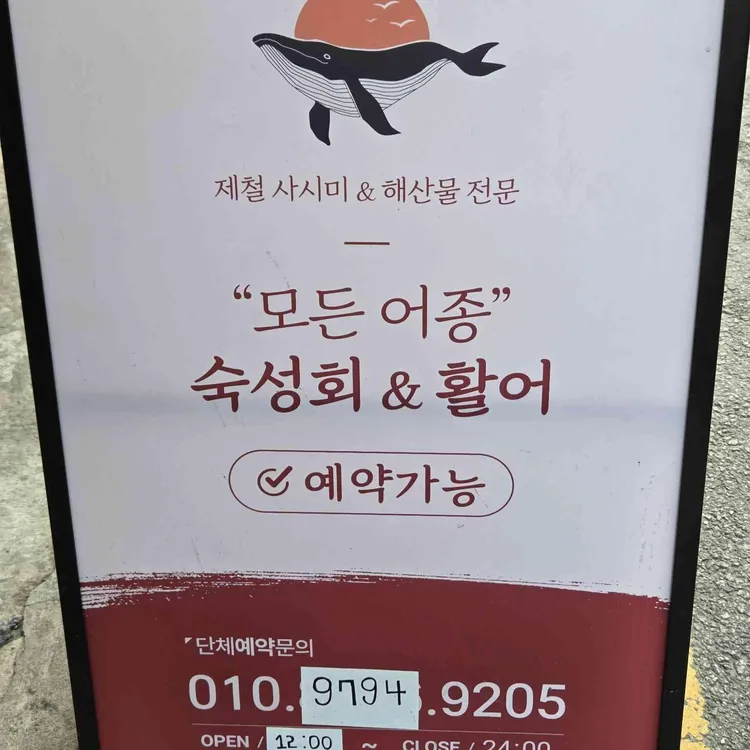 제철 사시미 & 해산물 전문
“모든 어종”
숙성회 & 활어
예약가능
단체예약문의
010. 9794 .9205
OPEN / 12:00 ~ CLOSE / 24:00